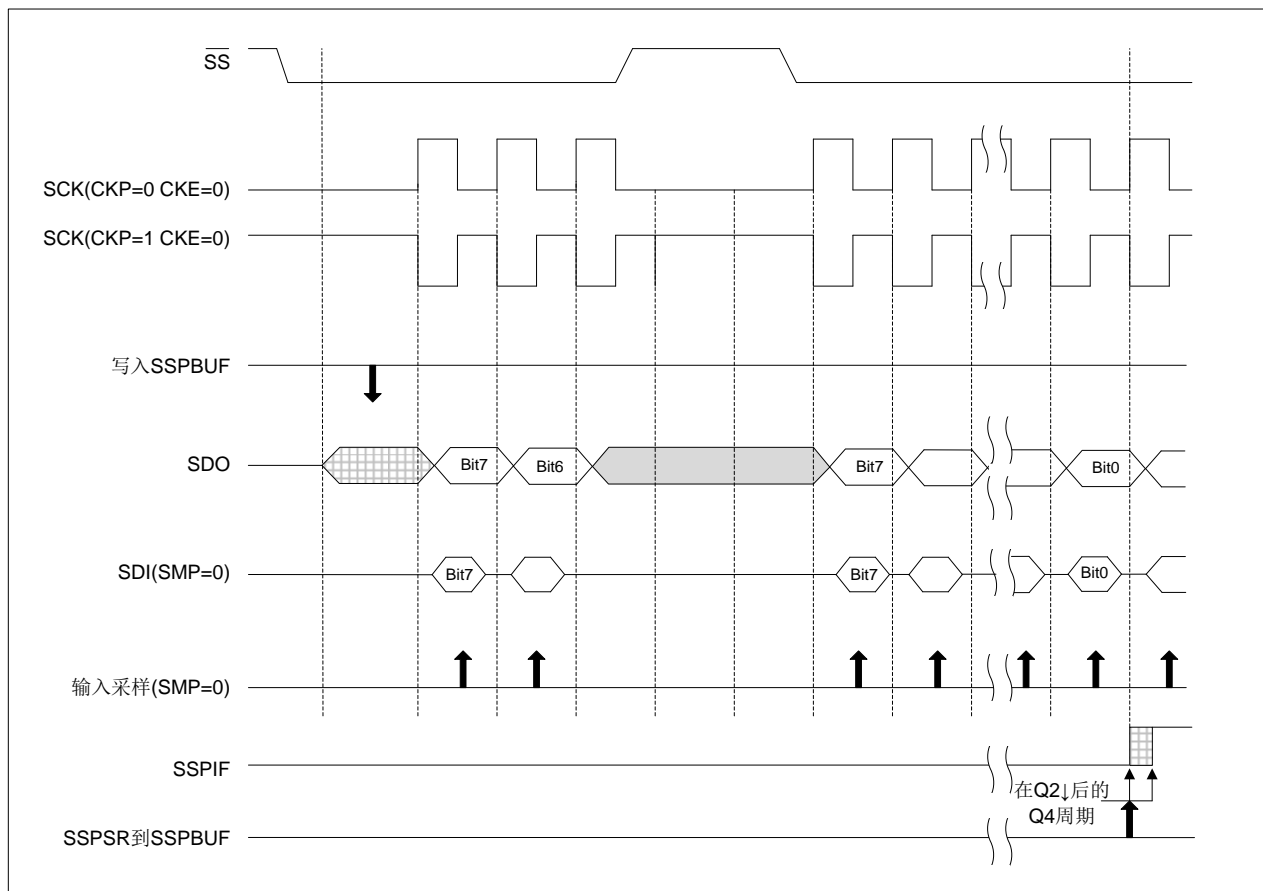 SS
SCK(CKP=0 CKE=0)
SCK(CKP=1 CKE=0)
写入SSPBUF
SDO
Bit7
Bit6
Bit7
Bit0
SDI(SMP=0)
Bit7
Bit7
Bit0
输入采样(SMP=0)
SSPIF
在Q2↓后的
Q4周期
SSPSR到SSPBUF